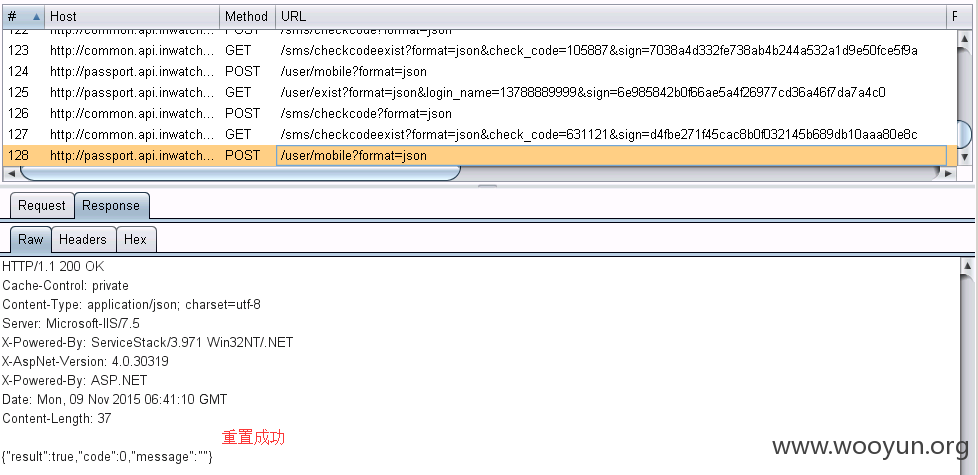 # Host Method URL
122 http://common.api.inwatch... POST /sms/checkcode?format=json
123 http://common.api.inwatch... GET /sms/checkcodeexist?format=json&check_code=105887&sign=7038a4d332fe738ab4b244a532a1d9e50fce5f9a
124 http://passport.api.inwatch... POST /user/mobile?format=json
125 http://passport.api.inwatch... GET /user/exist?format=json&login_name=13788889999&sign=6e985842b0f66ae5a4f26977cd36a46f7da7a4c0
126 http://common.api.inwatch... POST /sms/checkcode?format=json
127 http://common.api.inwatch... GET /sms/checkcodeexist?format=json&check_code=631121&sign=d4fbe271f45cac8b0f032145b689db10aaa80e8c
128 http://passport.api.inwatch... POST /user/mobile?format=json
Request Response
Raw Headers Hex
HTTP/1.1 200 OK
Cache-Control: private
Content-Type: application/json; charset=utf-8
Server: Microsoft-IIS/7.5
X-Powered-By: ServiceStack/3.971 Win32NT/.NET
X-AspNet-Version: 4.0.30319
X-Powered-By: ASP.NET
Date: Mon, 09 Nov 2015 06:41:10 GMT
Content-Length: 37
重置成功
{"result":true,"code":0,"message":""}
www.wooyun.org